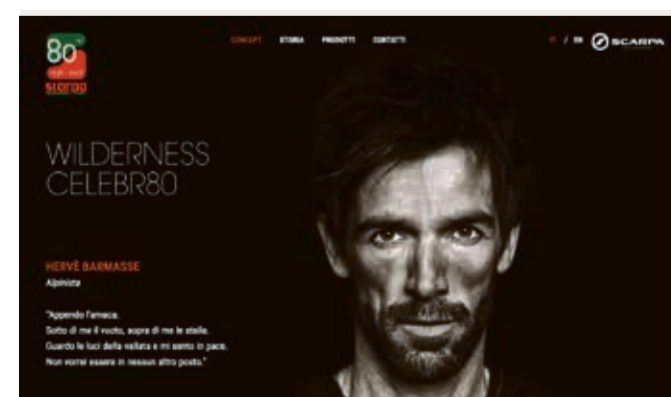 80
CONCEPT STORIA PRODOTTI CONTATTI
IT / EN SCARPA
WILDERNESS
CELEBR80
HERVÉ BARMASSE
Alpinista
"Appendo l'amaca.
Sotto di me il vuoto, sopra di me le stelle.
Guardo le luci della vallata e mi sento in pace.
Non vorrei essere in nessun altro posto."